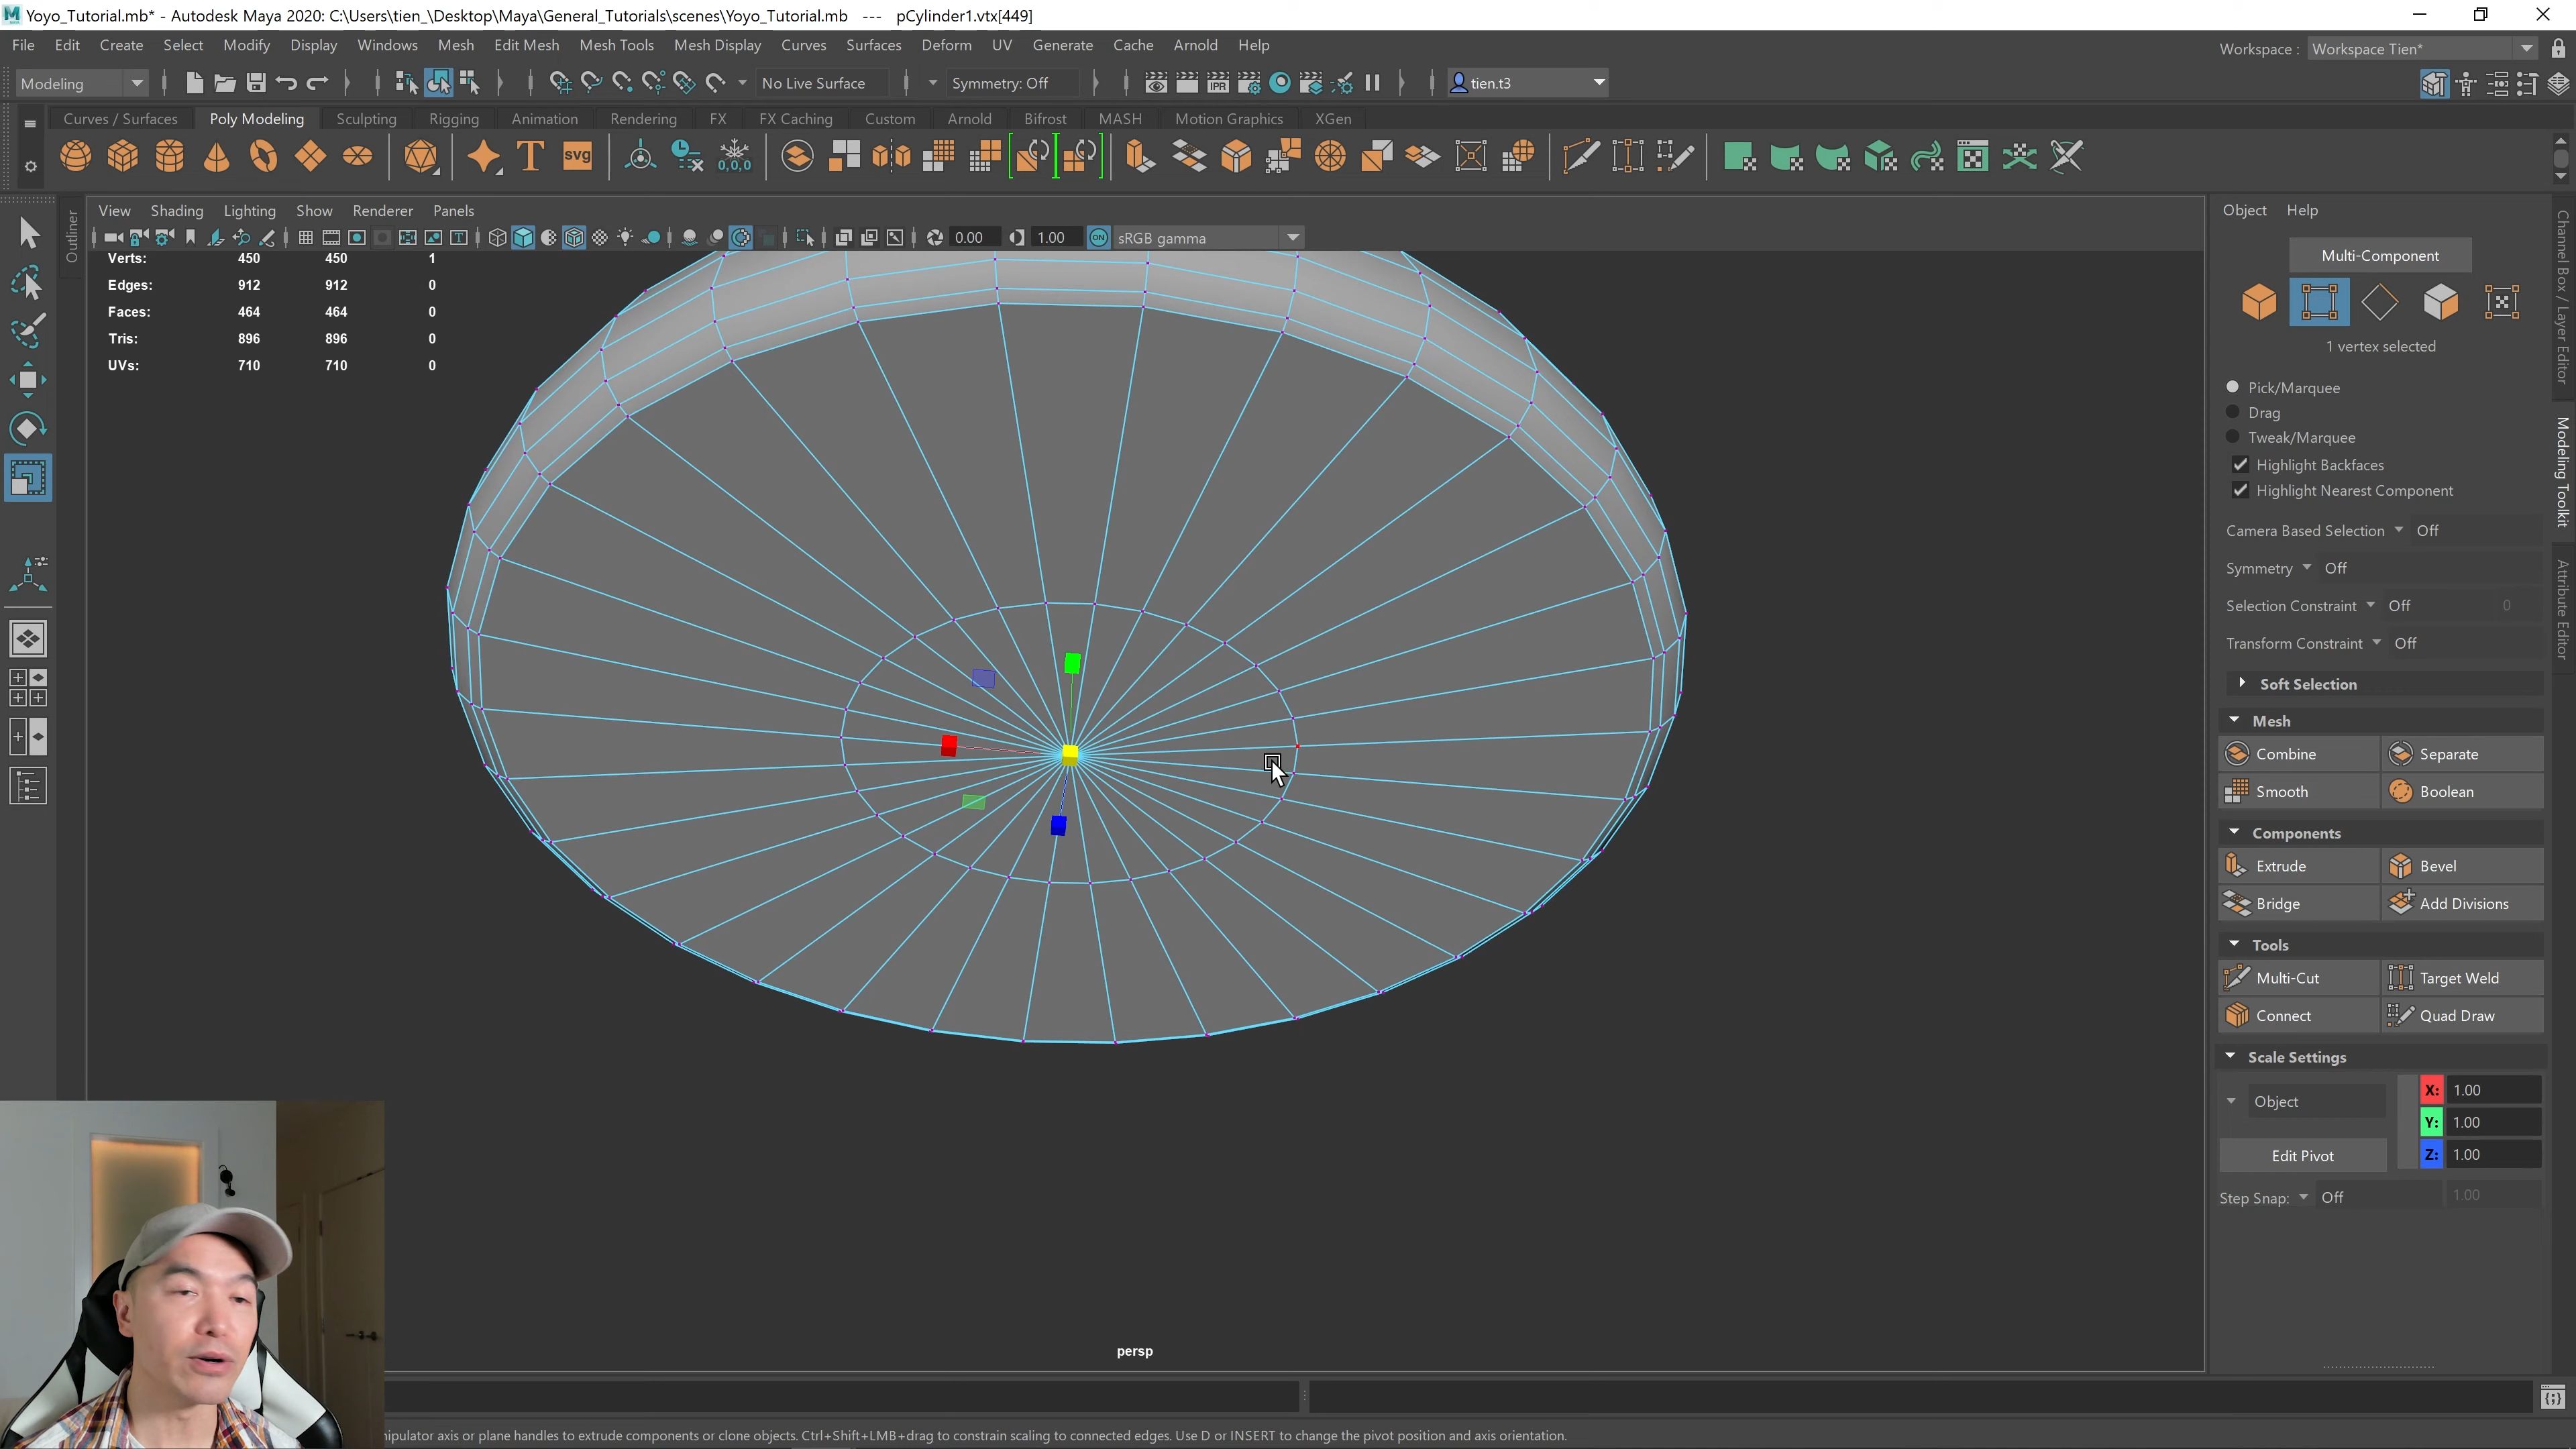 Yoyo_Tutorial.mb* - Autodesk Maya 2020: C:\Users\tien_\Desktop\Maya\General_Tutorials\scenes\Yoyo_Tutorial.mb --- pCylinder1.vtx[449]
File Edit Create Select Modify Display Windows Mesh Edit Mesh Mesh Tools Mesh Display Curves Surfaces Deform UV Generate Cache Arnold Help
Workspace : Workspace Tien*
Modeling No Live Surface Symmetry: Off IPR tien.t3
Curves / Surfaces Poly Modeling Sculpting Rigging Animation Rendering FX FX Caching Custom Arnold Bifrost MASH Motion Graphics XGen
T svg 0,0,0
View Shading Lighting Show Renderer Panels
0.00 1.00 ON sRGB gamma
Outliner
Verts: 450 450 1
Edges: 912 912 0
Faces: 464 464 0
Tris: 896 896 0
UVs: 710 710 0
persp
Object Help
Multi-Component
1 vertex selected
Pick/Marquee
Drag
Tweak/Marquee
Highlight Backfaces
Highlight Nearest Component
Camera Based Selection Off
Symmetry Off
Selection Constraint Off 0
Transform Constraint Off
Soft Selection
Mesh
Combine Separate
Smooth Boolean
Components
Extrude Bevel
Bridge Add Divisions
Tools
Multi-Cut Target Weld
Connect Quad Draw
Scale Settings
X: 1.00
Object
Y: 1.00
Edit Pivot
Z: 1.00
Step Snap: Off 1.00
Channel Box / Layer Editor
Modeling Toolkit
Attribute Editor
nipulator axis or plane handles to extrude components or clone objects. Ctrl+Shift+LMB+drag to constrain scaling to connected edges. Use D or INSERT to change the pivot position and axis orientation.